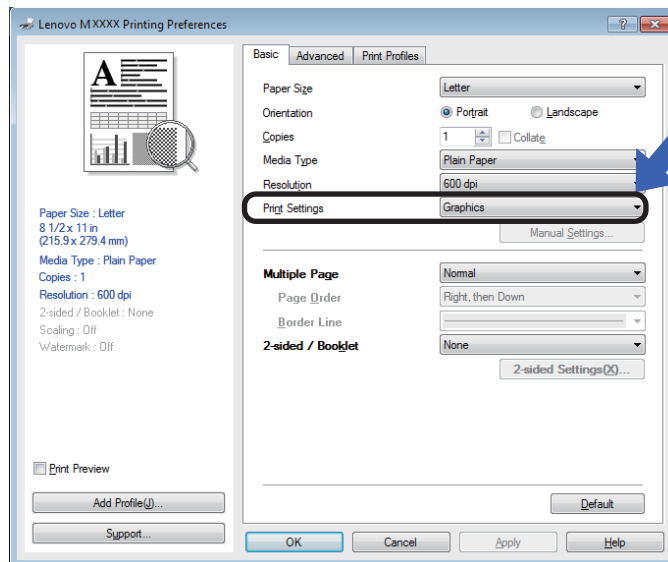 Lenovo MXXXX Printing Preferences
Basic Advanced Print Profiles
Paper Size Letter
Orientation Portrait Landscape
Copies 1 Collate
Media Type Plain Paper
Resolution 600 dpi
Print Settings Graphics
Manual Settings...
Multiple Page Normal
Page Order Right, then Down
Border Line
2-sided / Booklet None
2-sided Settings(X)...
Paper Size : Letter
8 1/2 x 11 in
(215.9 x 279.4 mm)
Media Type : Plain Paper
Copies : 1
Resolution : 600 dpi
2-sided / Booklet : None
Scaling : Off
Watermark : Off
Print Preview
Add Profile(J)...
Support...
Default
OK Cancel Apply Help